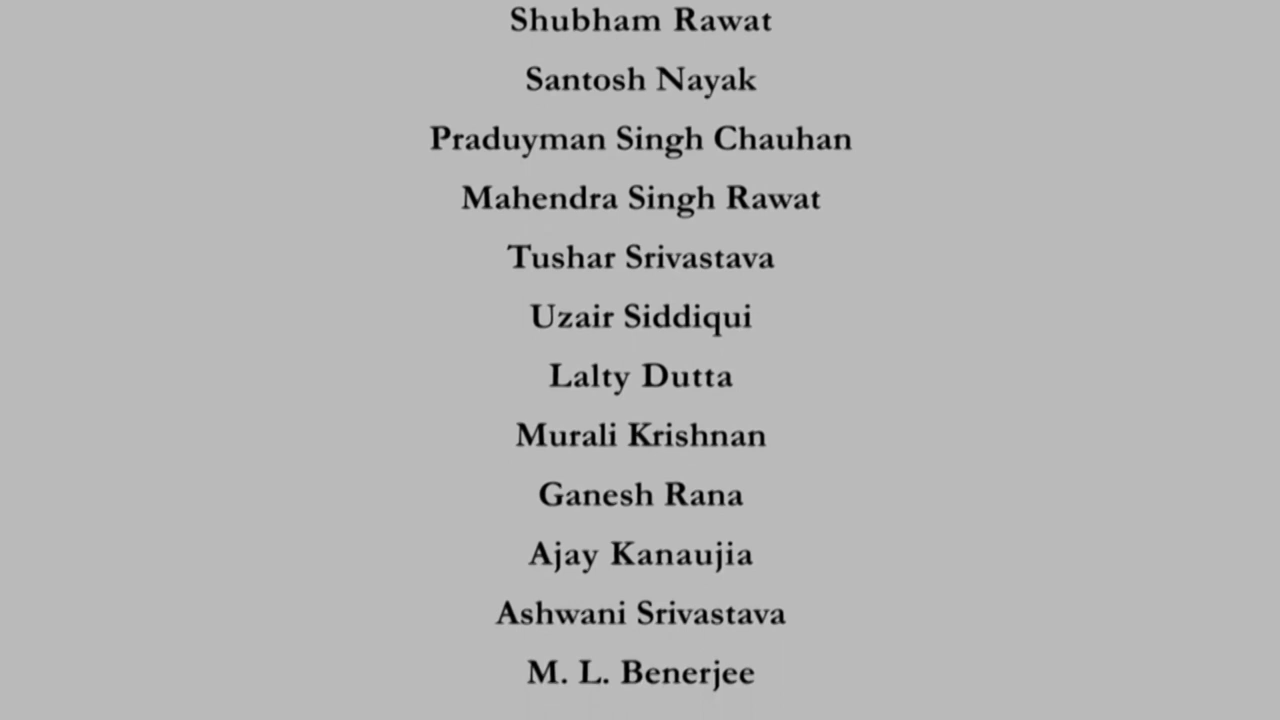 Shubham Rawat
Santosh Nayak
Praduyman Singh Chauhan
Mahendra Singh Rawat
Tushar Srivastava
Uzair Siddiqui
Lalty Dutta
Murali Krishnan
Ganesh Rana
Ajay Kanaujia
Ashwani Srivastava
M. L. Benerjee